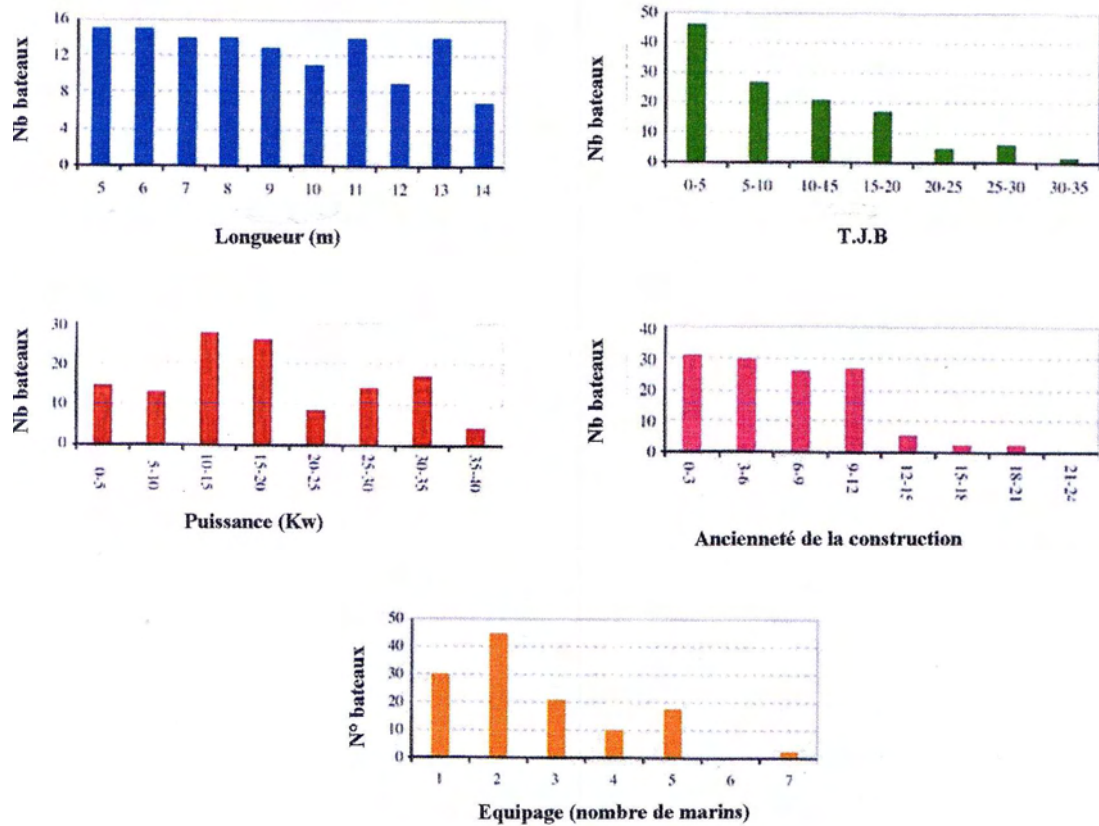 Nb bateaux
16
12
8
4
0
5 6 7 8 9 10 11 12 13 14
Longueur (m)
Nb bateaux
50
40
30
20
10
0
0-5 5-10 10-15 15-20 20-25 25-30 30-35
T.J.B
Nb bateaux
30
20
10
0
0-5 5-10 10-15 15-20 20-25 25-30 30-35 35-40
Puissance (Kw)
Nb bateaux
40
30
20
10
0
0-3 3-6 6-9 9-12 12-15 15-18 18-21 21-24
Ancienneté de la construction
N° bateaux
50
40
30
20
10
0
1 2 3 4 5 6 7
Equipage (nombre de marins)